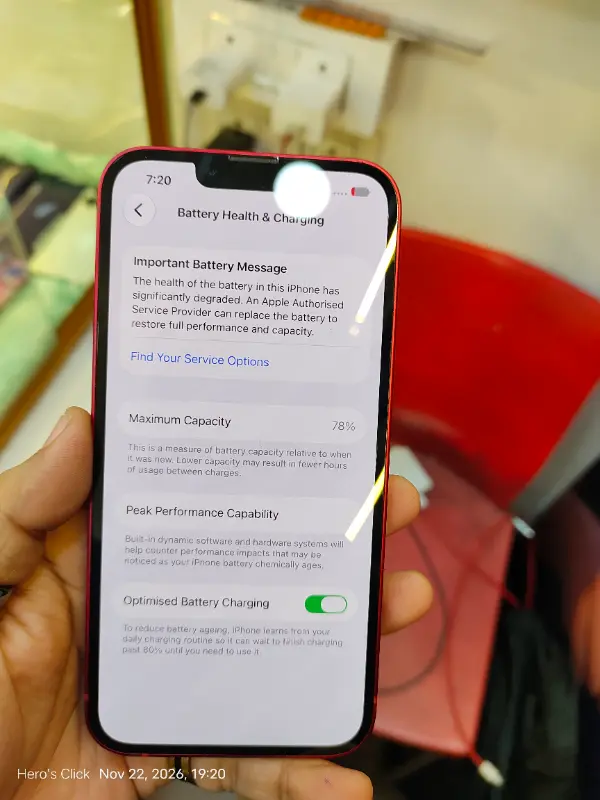 7:20
Battery Health & Charging
Important Battery Message
The health of the battery in this iPhone has
significantly degraded. An Apple Authorised
Service Provider can replace the battery to
restore full performance and capacity.
Find Your Service Options
Maximum Capacity 78%
This is a measure of battery capacity relative to when
it was new. Lower capacity may result in fewer hours
of usage between charges.
Peak Performance Capability
Built-in dynamic software and hardware systems will
help counter performance impacts that may be
noticed as your iPhone battery chemically ages.
Optimised Battery Charging
To reduce battery ageing, iPhone learns from your
daily charging routine so it can wait to finish charging
past 80% until you need to use it.
Hero's Click Nov 22, 2026, 19:20